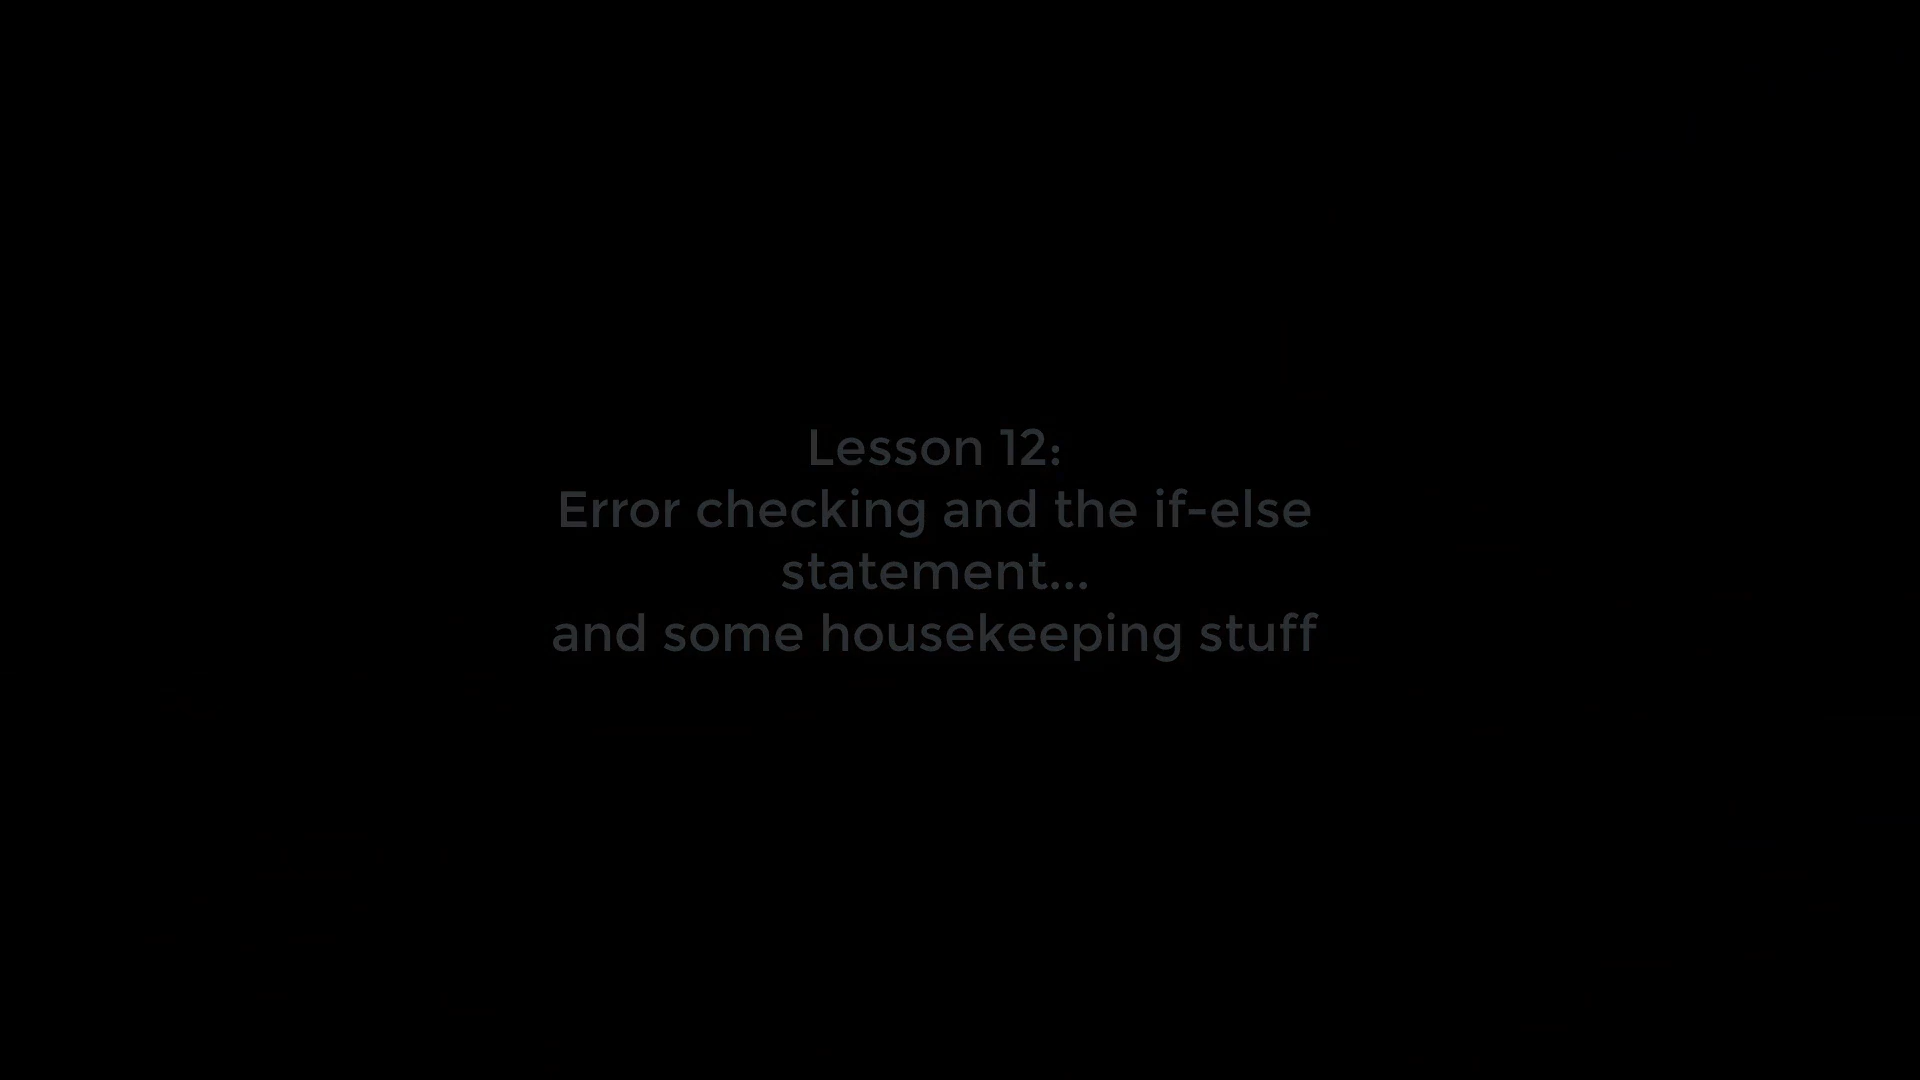 Lesson 12:
Error checking and the if-else
statement...
and some housekeeping stuff